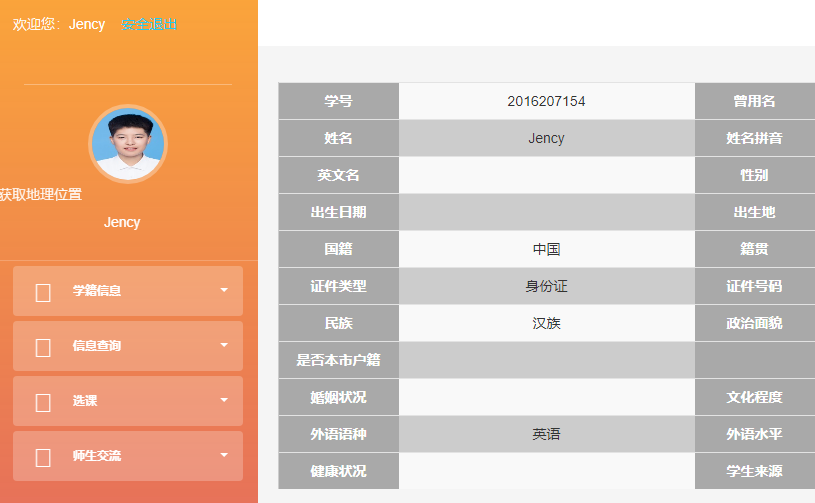 欢迎您：Jency 安全退出
获取地理位置
Jency
学籍信息
信息查询
选课
师生交流
学号 2016207154 曾用名
姓名 Jency 姓名拼音
英文名 性别
出生日期 出生地
国籍 中国 籍贯
证件类型 身份证 证件号码
民族 汉族 政治面貌
是否本市户籍
婚姻状况 文化程度
外语语种 英语 外语水平
健康状况 学生来源